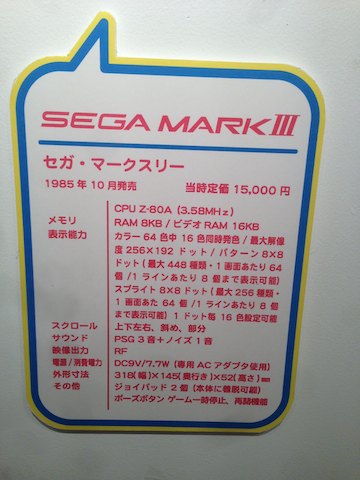 SEGA MARKⅢ
セガ・マークスリー
1985年10月発売 当時定価 15,000円
CPU Z-80A (3.58MHz)
メモリ RAM 8KB / ビデオ RAM 16KB
表示能力 カラー 64色中 16色同時発色 / 最大解像
度 256×192 ドット / パターン 8×8
ドット ( 最大 448 種類・1 画面あたり 64
個 /1 ラインあたり 8 個まで表示可能)
スプライト 8×8 ドット ( 最大 256 種類・
1 画面あた 64 個 /1 ラインあたり 8 個
まで表示可能) 1 ドット毎 16 色設定可能
スクロール 上下左右、斜め、部分
サウンド PSG 3 音+ノイズ 1 音
映像出力 RF
電源 / 消費電力 DC9V/7.7W (専用 AC アダプタ使用)
外形寸法 318(幅)×145(奥行き)×52(高さ)㎜
その他 ジョイパッド 2 個 (本体に着脱可能)
ポーズボタン ゲーム一時停止、再開機能